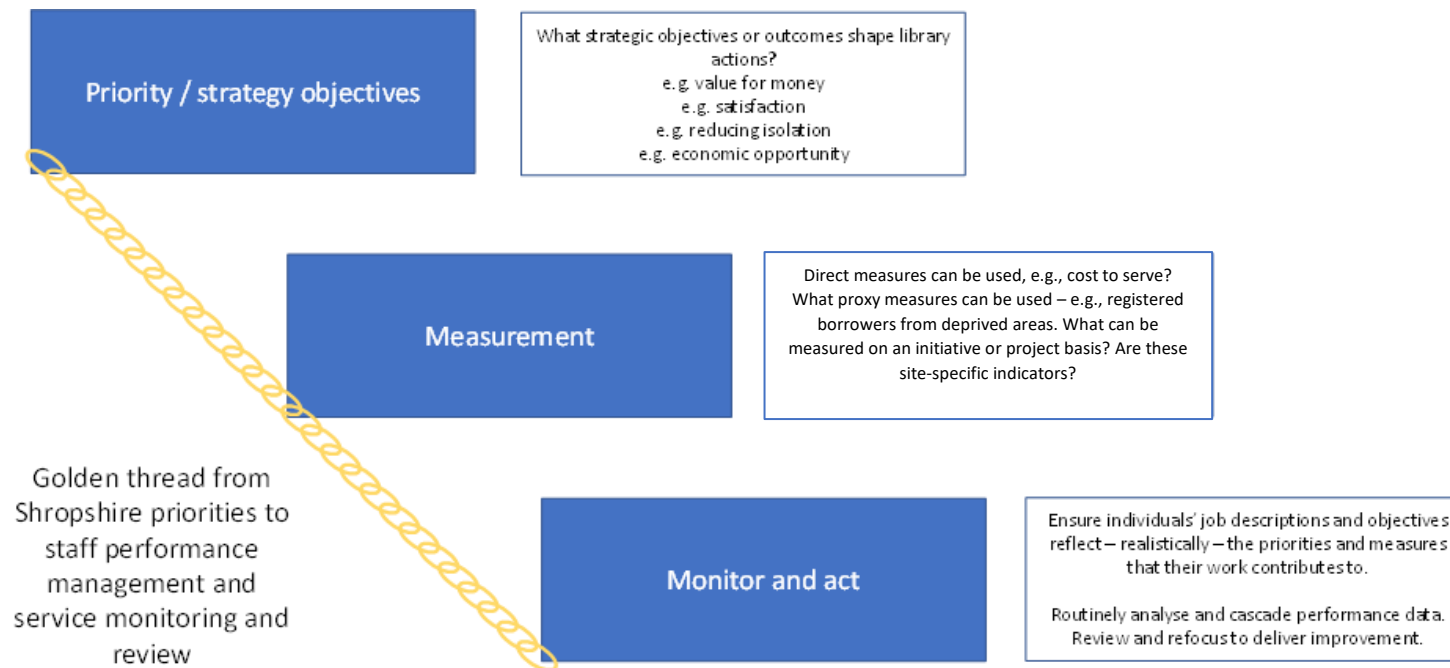 Priority / strategy objectives
What strategic objectives or outcomes shape library
actions?
e.g. value for money
e.g. satisfaction
e.g. reducing isolation
e.g. economic opportunity
Measurement
Direct measures can be used, e.g., cost to serve?
What proxy measures can be used – e.g., registered
borrowers from deprived areas. What can be
measured on an initiative or project basis? Are these
site-specific indicators?
Golden thread from
Shropshire priorities to
staff performance
management and
service monitoring and
review
Monitor and act
Ensure individuals' job descriptions and objectives
reflect – realistically – the priorities and measures
that their work contributes to.
Routinely analyse and cascade performance data.
Review and refocus to deliver improvement.